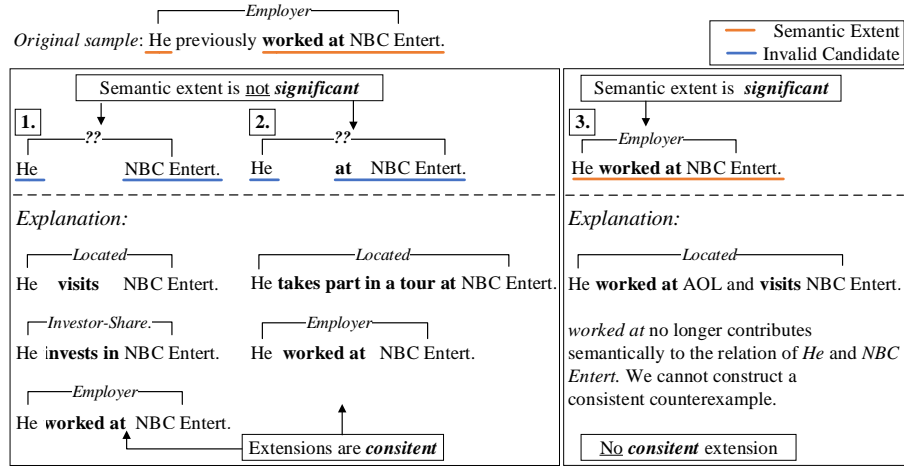 Employer
Original sample: He previously worked at NBC Entert.
Semantic Extent
Invalid Candidate
Semantic extent is not significant
1.
??
He NBC Entert.
2.
??
He at NBC Entert.
Explanation:
Located
He visits NBC Entert.
Located
He takes part in a tour at NBC Entert.
Investor-Share.
He invests in NBC Entert.
Employer
He worked at NBC Entert.
Employer
He worked at NBC Entert.
Extensions are consitent
Semantic extent is significant
3.
Employer
He worked at NBC Entert.
Explanation:
Located
He worked at AOL and visits NBC Entert.
worked at no longer contributes
semantically to the relation of He and NBC
Entert. We cannot construct a
consistent counterexample.
No consitent extension